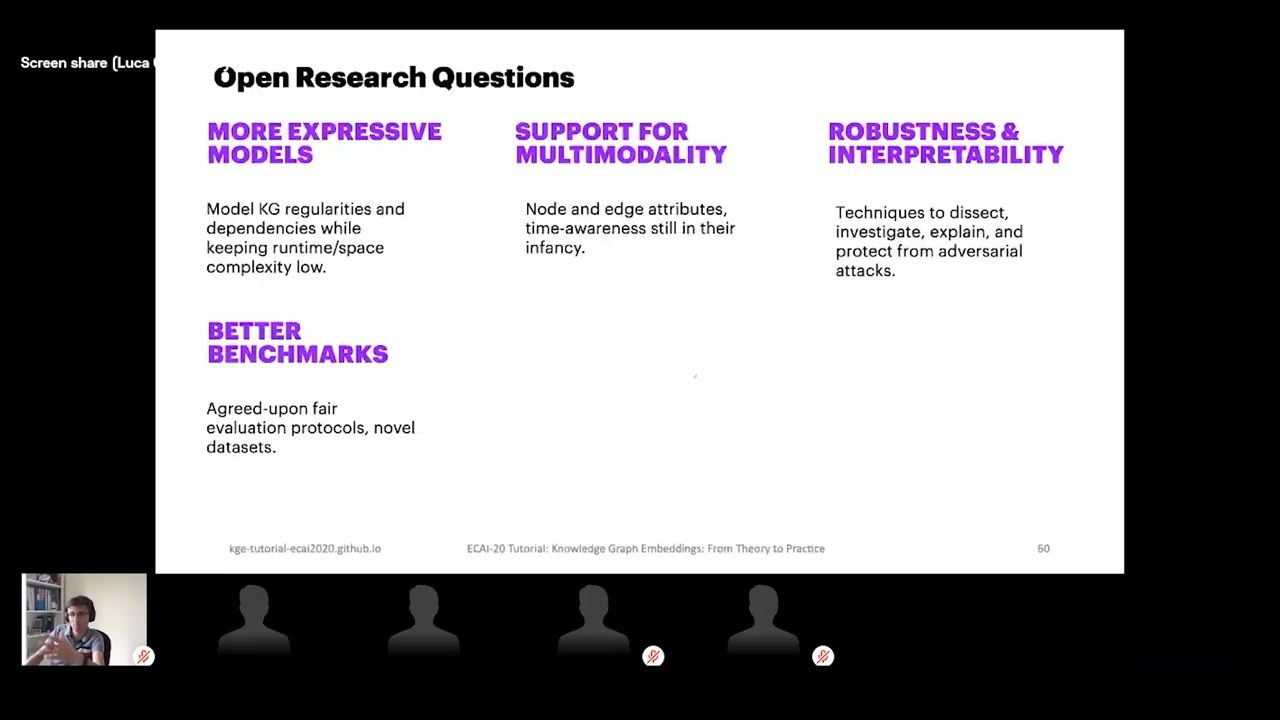 Screen share (Luca
Open Research Questions
MORE EXPRESSIVE
MODELS
Model KG regularities and
dependencies while
keeping runtime/space
complexity low.
SUPPORT FOR
MULTIMODALITY
Node and edge attributes,
time-awareness still in their
infancy.
ROBUSTNESS &
INTERPRETABILITY
Techniques to dissect,
investigate, explain, and
protect from adversarial
attacks.
BETTER
BENCHMARKS
Agreed-upon fair
evaluation protocols, novel
datasets.
kge-tutorial-ecai2020.github.io
ECAI-20 Tutorial: Knowledge Graph Embeddings: From Theory to Practice
60